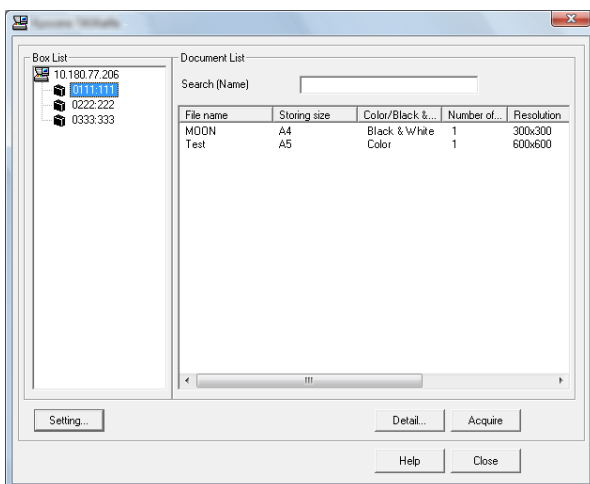 Box List
10.180.77.206
0111:111
0222:222
0333:333
Document List
Search (Name)
File name Storing size Color/Black &... Number of... Resolution
MOON A4 Black & White 1 300x300
Test A5 Color 1 600x600
Setting... Detail... Acquire
Help Close